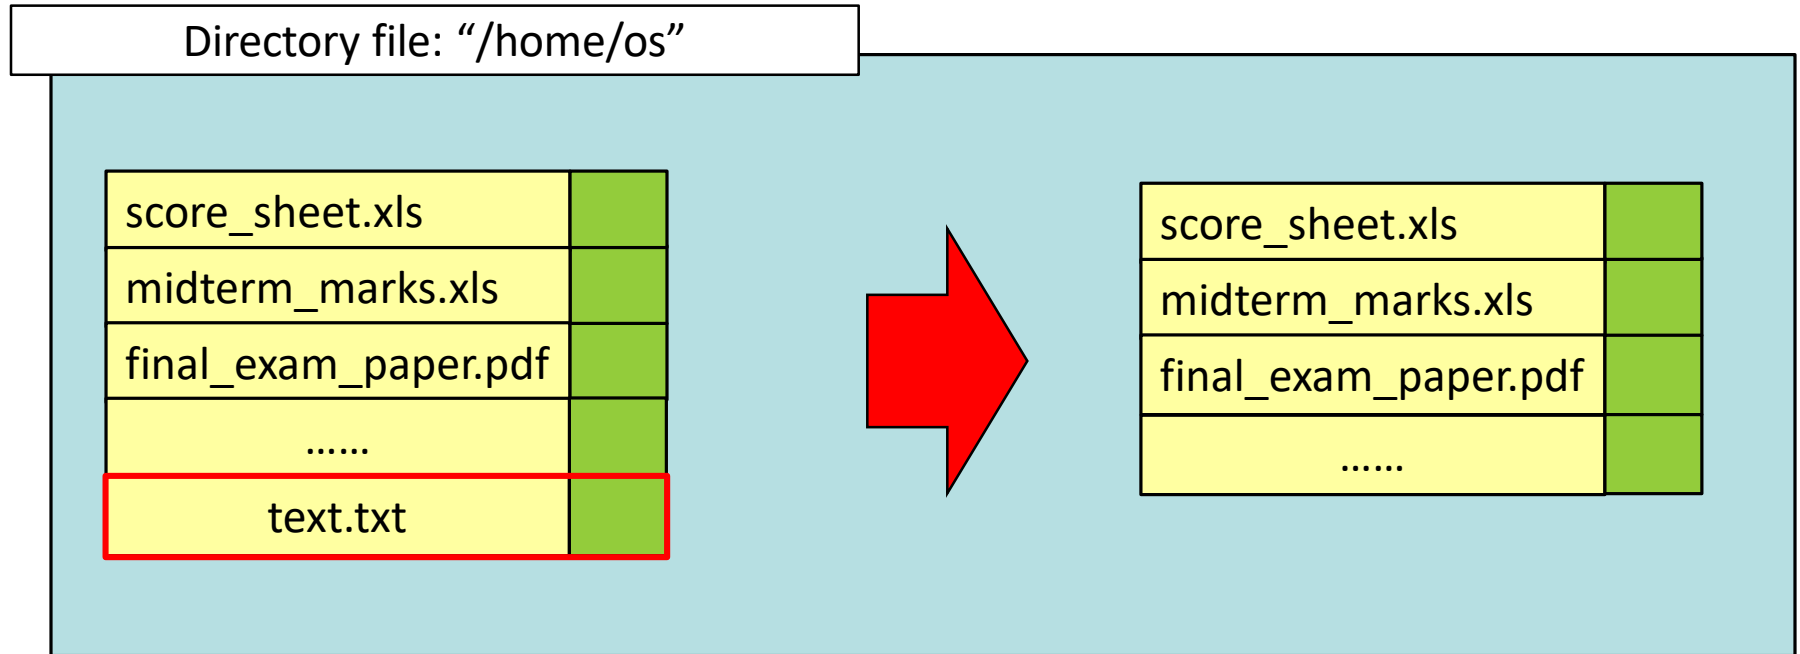 Directory file: “/home/os”
score_sheet.xls
midterm_marks.xls
final_exam_paper.pdf
……
text.txt
score_sheet.xls
midterm_marks.xls
final_exam_paper.pdf
……